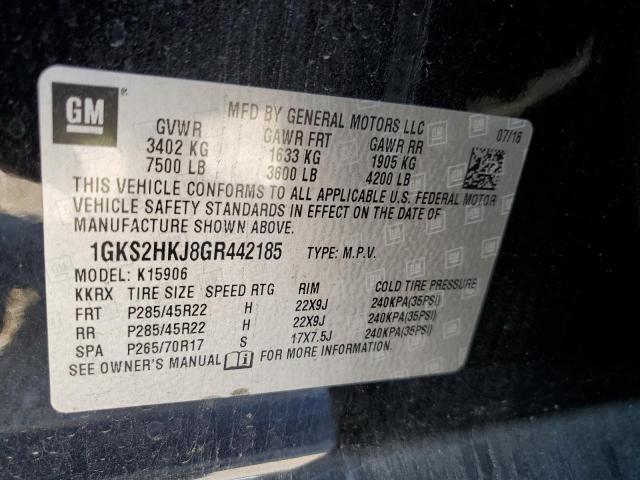 GM
MFD BY GENERAL MOTORS LLC
07/16
GVWR GAWR FRT GAWR RR
3402 KG 1633 KG 1905 KG
7500 LB 3600 LB 4200 LB
THIS VEHICLE CONFORMS TO ALL APPLICABLE U.S. FEDERAL MOTOR
VEHICLE SAFETY STANDARDS IN EFFECT ON THE DATE OF
MANUFACTURE SHOWN ABOVE.
1GKS2HKJ8GR442185 TYPE: M.P.V.
MODEL: K15906
KKRX TIRE SIZE SPEED RTG RIM COLD TIRE PRESSURE
FRT P285/45R22 H 22X9J 240KPA(35PSI)
RR P285/45R22 H 22X9J 240KPA(35PSI)
SPA P265/70R17 S 17X7.5J 240KPA(35PSI)
SEE OWNER'S MANUAL i FOR MORE INFORMATION.